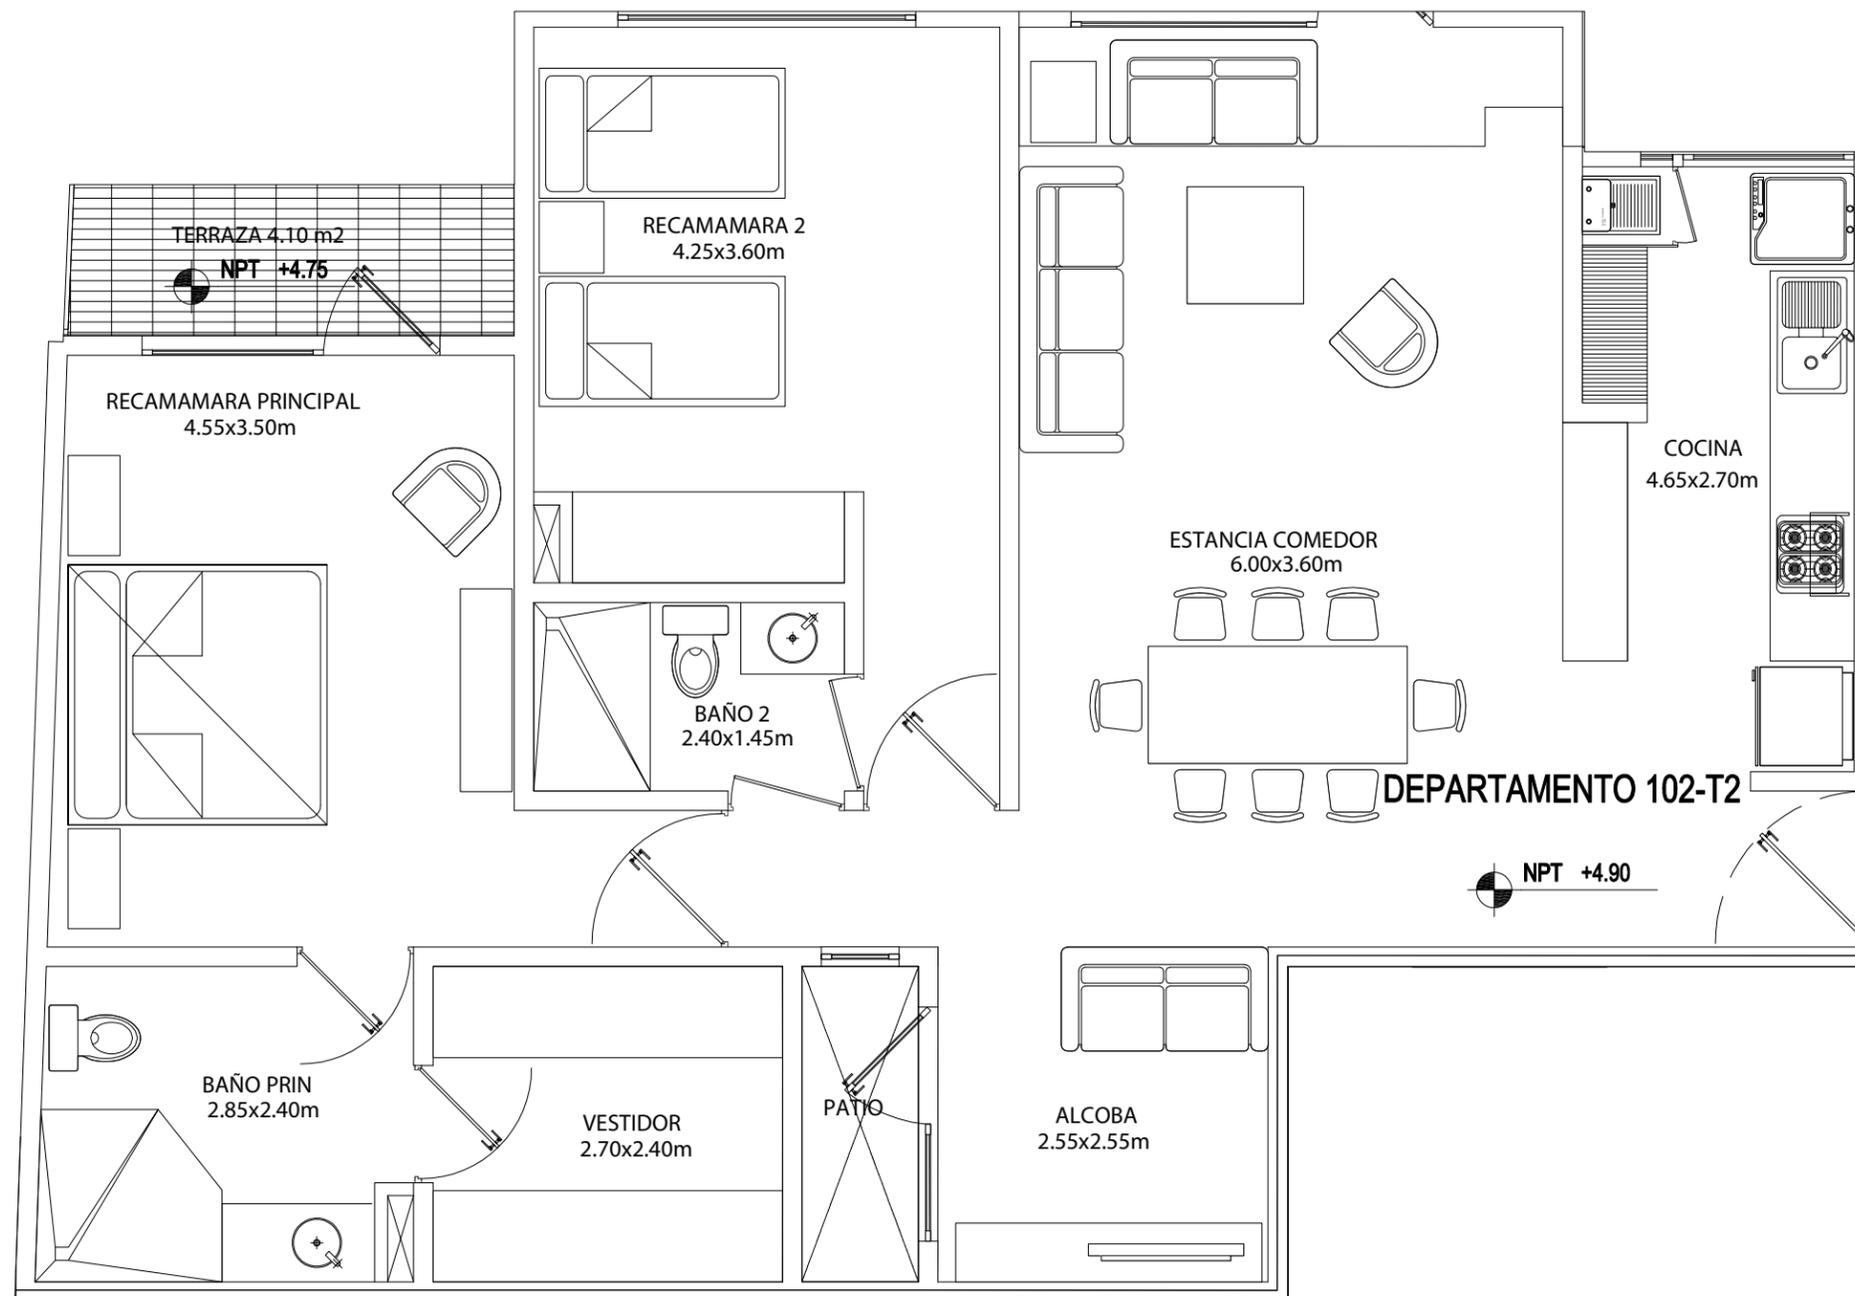 TERRAZA 4.10 m2
NPT +4.75
RECAMAMARA 2
4.25x3.60m
RECAMAMARA PRINCIPAL
4.55x3.50m
COCINA
4.65x2.70m
ESTANCIA COMEDOR
6.00x3.60m
BAÑO 2
2.40x1.45m
DEPARTAMENTO 102-T2
NPT +4.90
BAÑO PRIN
2.85x2.40m
VESTIDOR
2.70x2.40m
PATIO
ALCOBA
2.55x2.55m